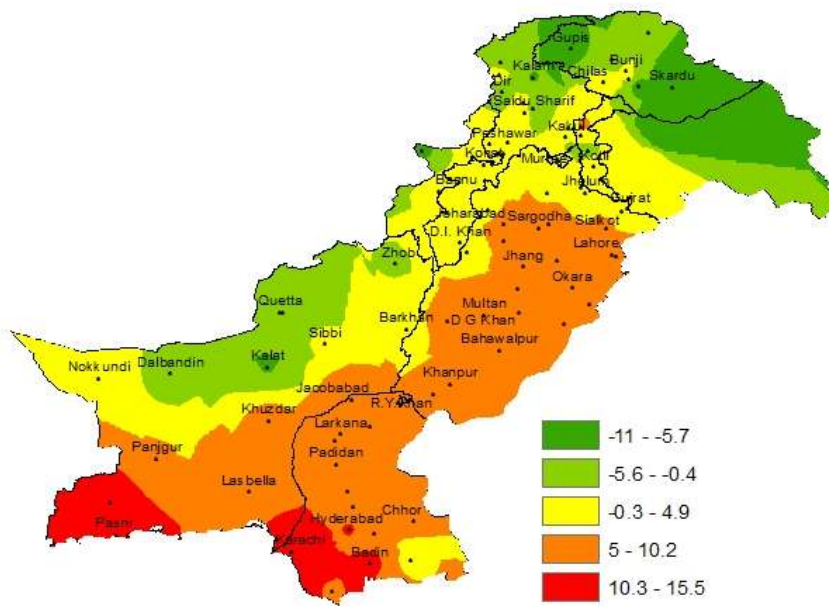 Gupis
Kalam
Chilas
Bunji
Skardu
Dir
Saidu Sharif
Peshawar
Kohat
Kotli
Bannu
Jhelum
Gujrat
Sargodha
Sialkot
D.I. Khan
Lahore
Zhob
Jhang
Okara
Quetta
Multan
Barkhan
D G Khan
Sibbi
Bahawalpur
Dalbandin
Kalat
Nokkundi
Khanpur
Jacobabad
R.Y.Khan
Khuzdar
Larkana
Panjgur
Padidan
Lasbella
Hyderabad
Chhor
Pasni
Karachi
Badin
-11 - -5.7
-5.6 - -0.4
-0.3 - 4.9
5 - 10.2
10.3 - 15.5